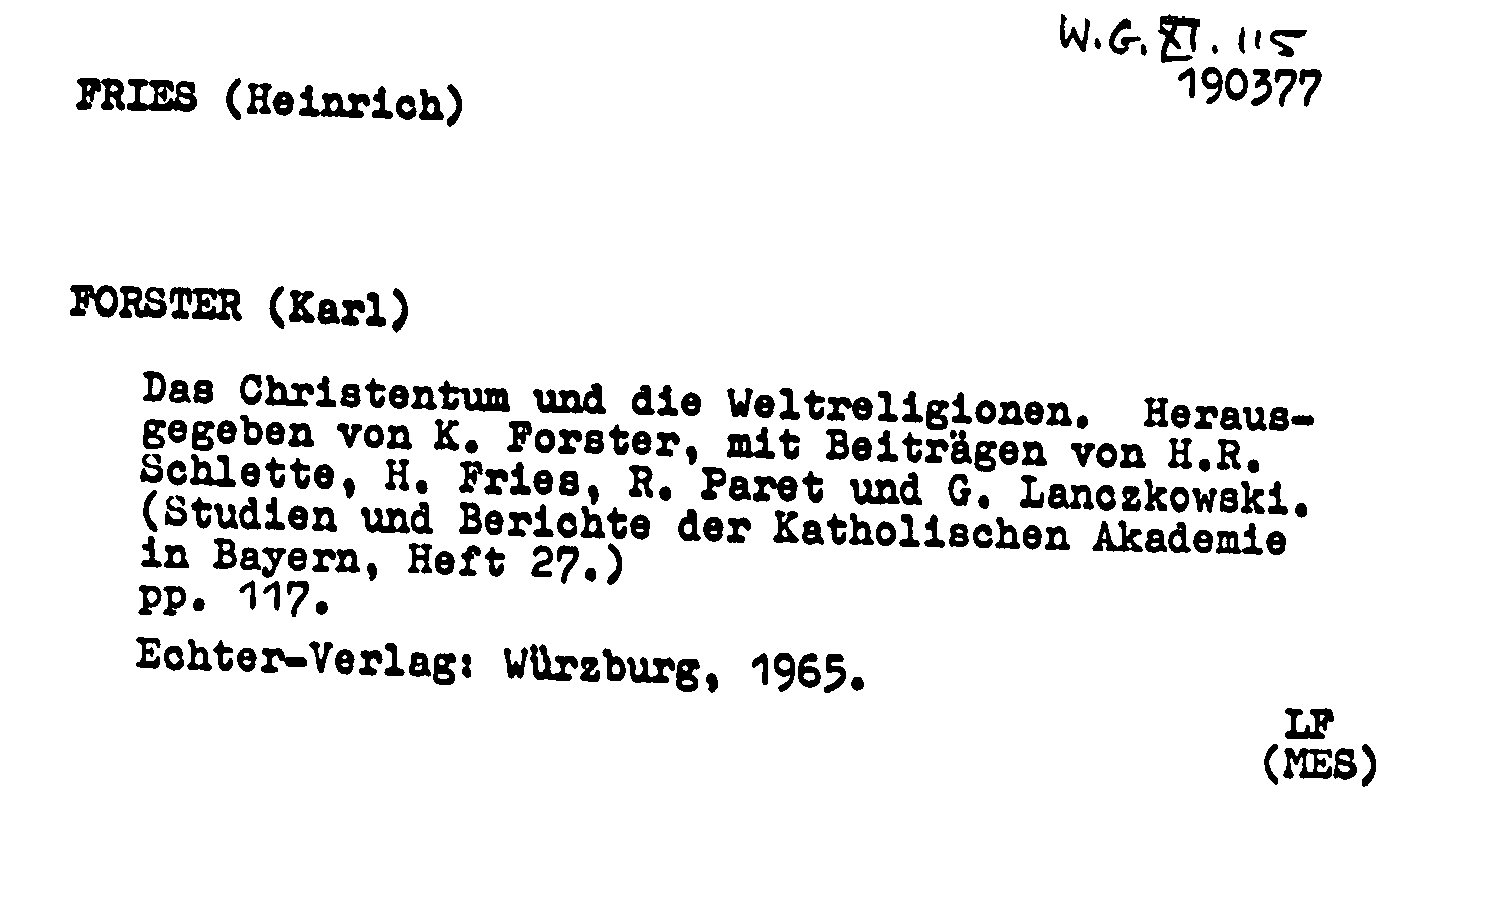 W.G. XI. 115
190377
FRIES (Heinrich)
FORSTER (Karl)
Das Christentum und die Weltreligionen. Heraus-
gegeben von K. Forster, mit Beiträgen von H.R.
Schlette, H. Fries, R. Paret und G. Lanczkowski.
(Studien und Berichte der Katholischen Akademie
in Bayern, Heft 27.)
pp. 117.
Echter-Verlag: Würzburg, 1965.
LF
(MES)